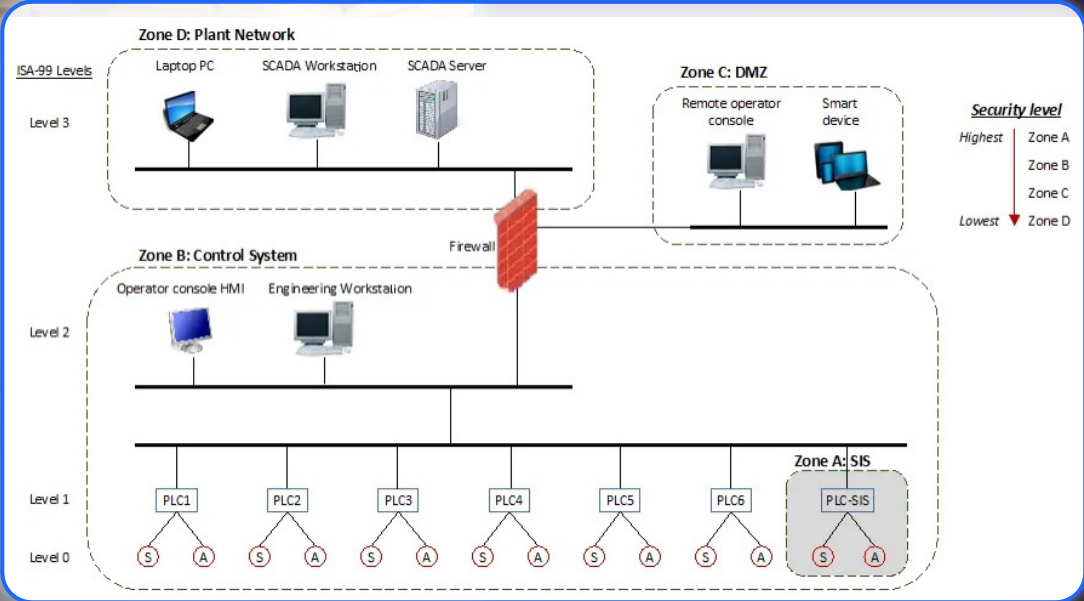 Zone D: Plant Network
ISA-99 Levels
Laptop PC
SCADA Workstation
SCADA Server
Level 3
Zone C: DMZ
Remote operator
console
Smart
device
Security level
Highest
Zone A
Zone B
Zone C
Lowest
Zone D
Firewall
Zone B: Control System
Operator console HMI
Engineering Workstation
Level 2
Zone A: SIS
Level 1
PLC1
PLC2
PLC3
PLC4
PLC5
PLC6
PLC-SIS
Level 0
S
A
S
A
S
A
S
A
S
A
S
A
S
A